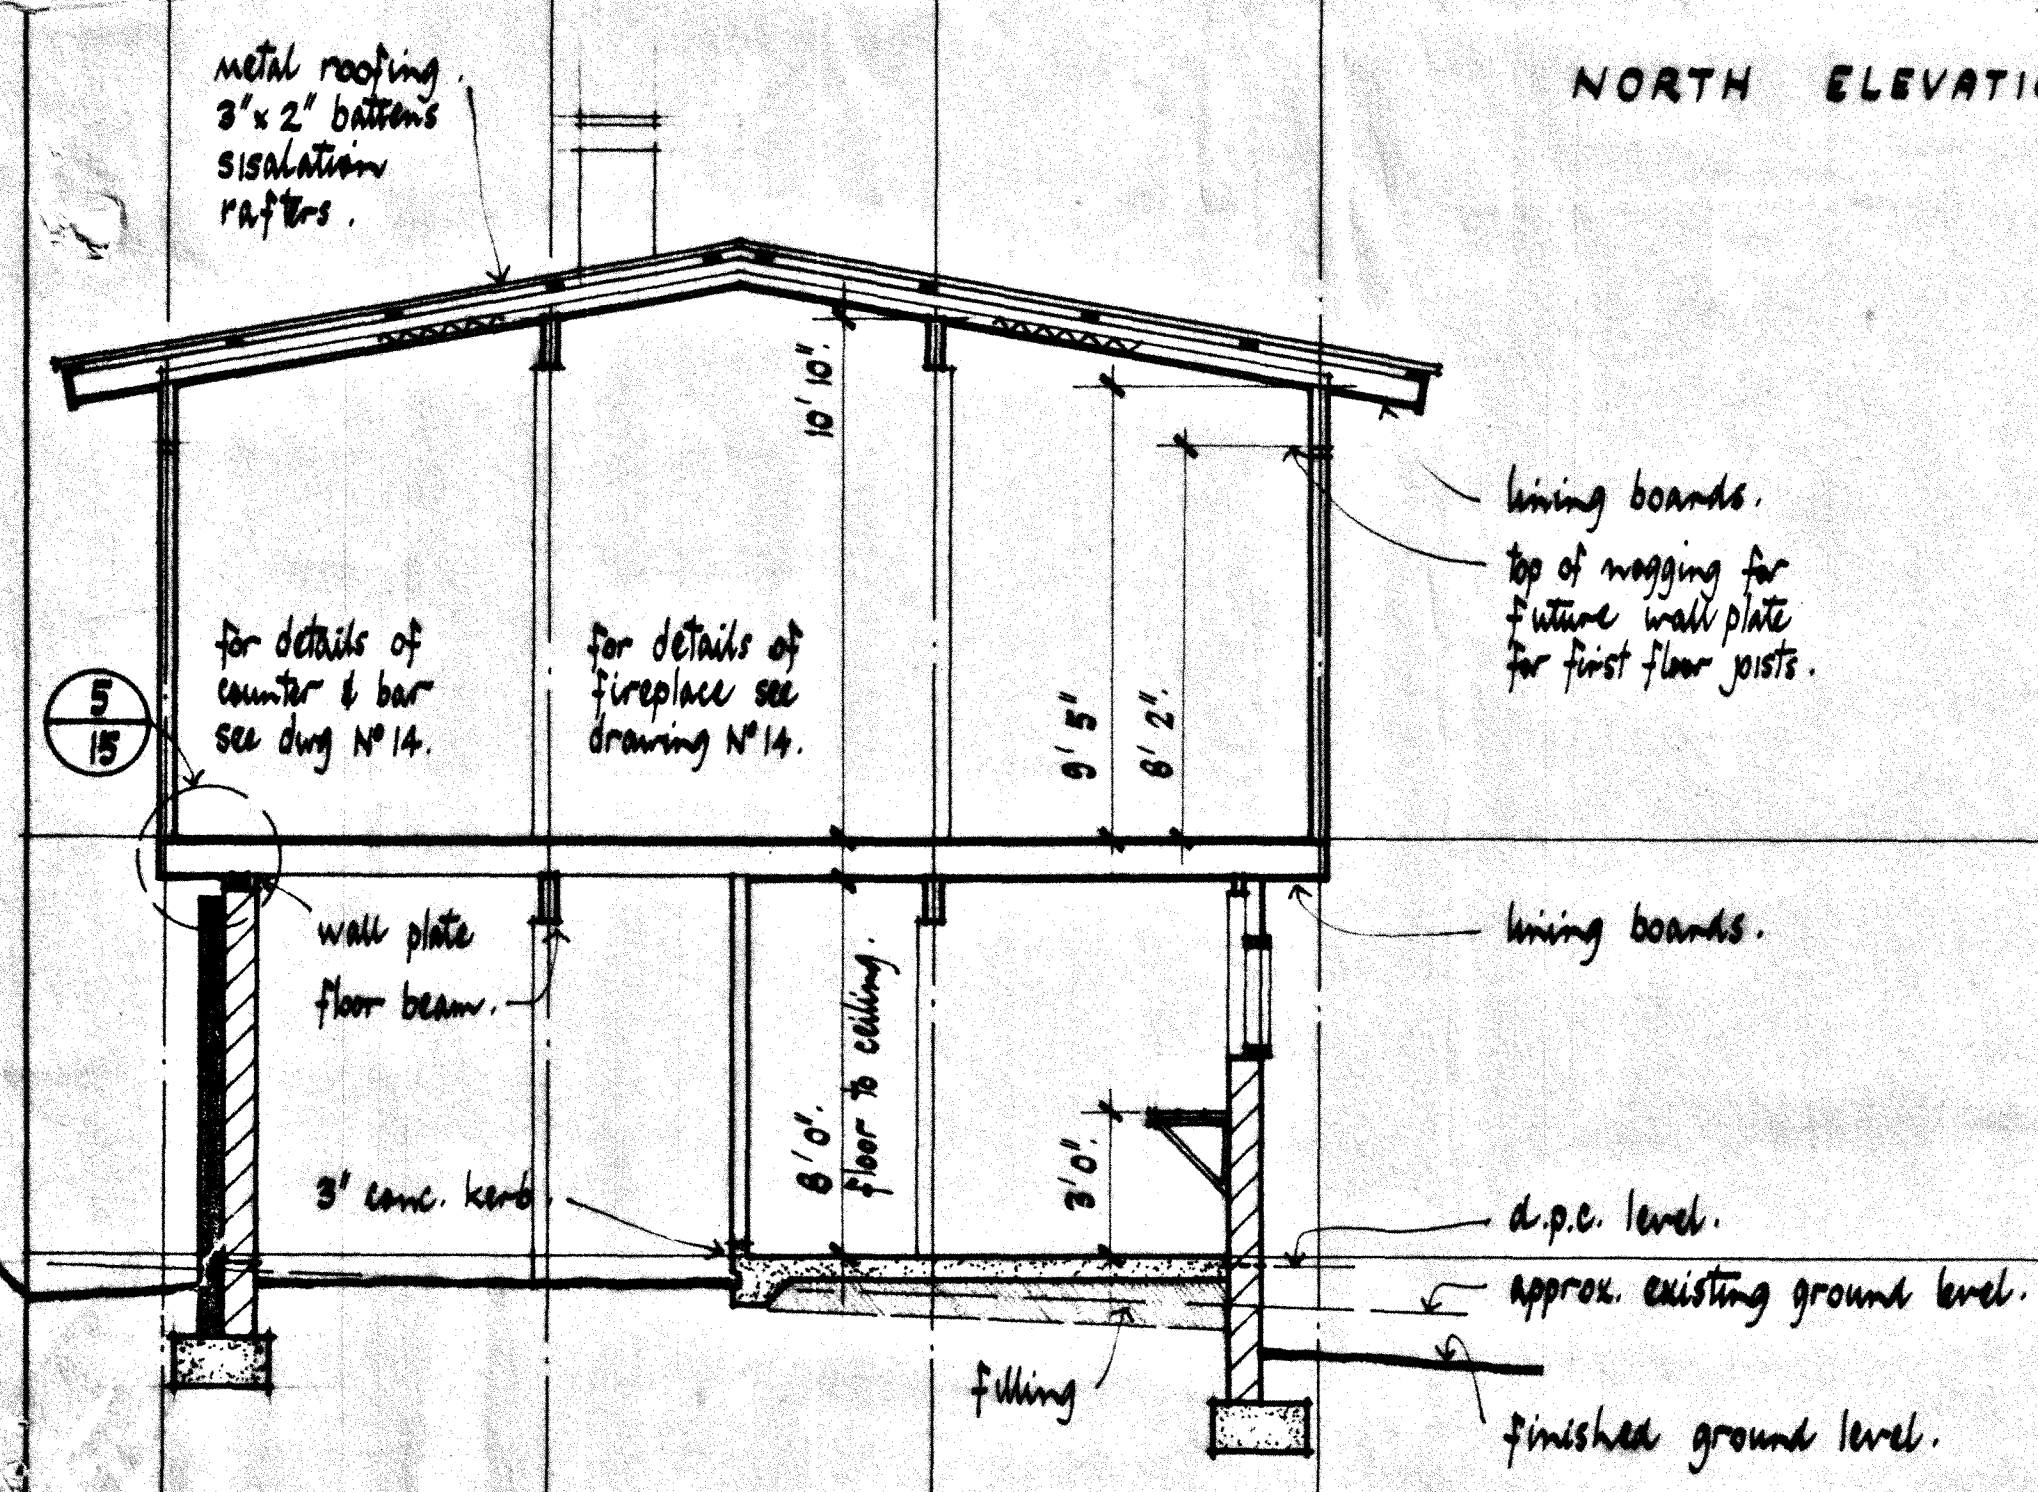 NORTH ELEVATI
metal roofing.
3" x 2" battens
sisalation
rafters.
10' 10".
lining boards.
top of nogging for
future wall plate
for first floor joists.
for details of
counter & bar
see dwg Nº 14.
for details of
fireplace see
drawing Nº 14.
9' 5"
8' 2".
5
15
wall plate
floor beam.
lining boards.
8' 0".
floor to ceiling.
3' 0".
3" conc. kerb.
d.p.c. level.
approx. existing ground level.
filling
finished ground level.